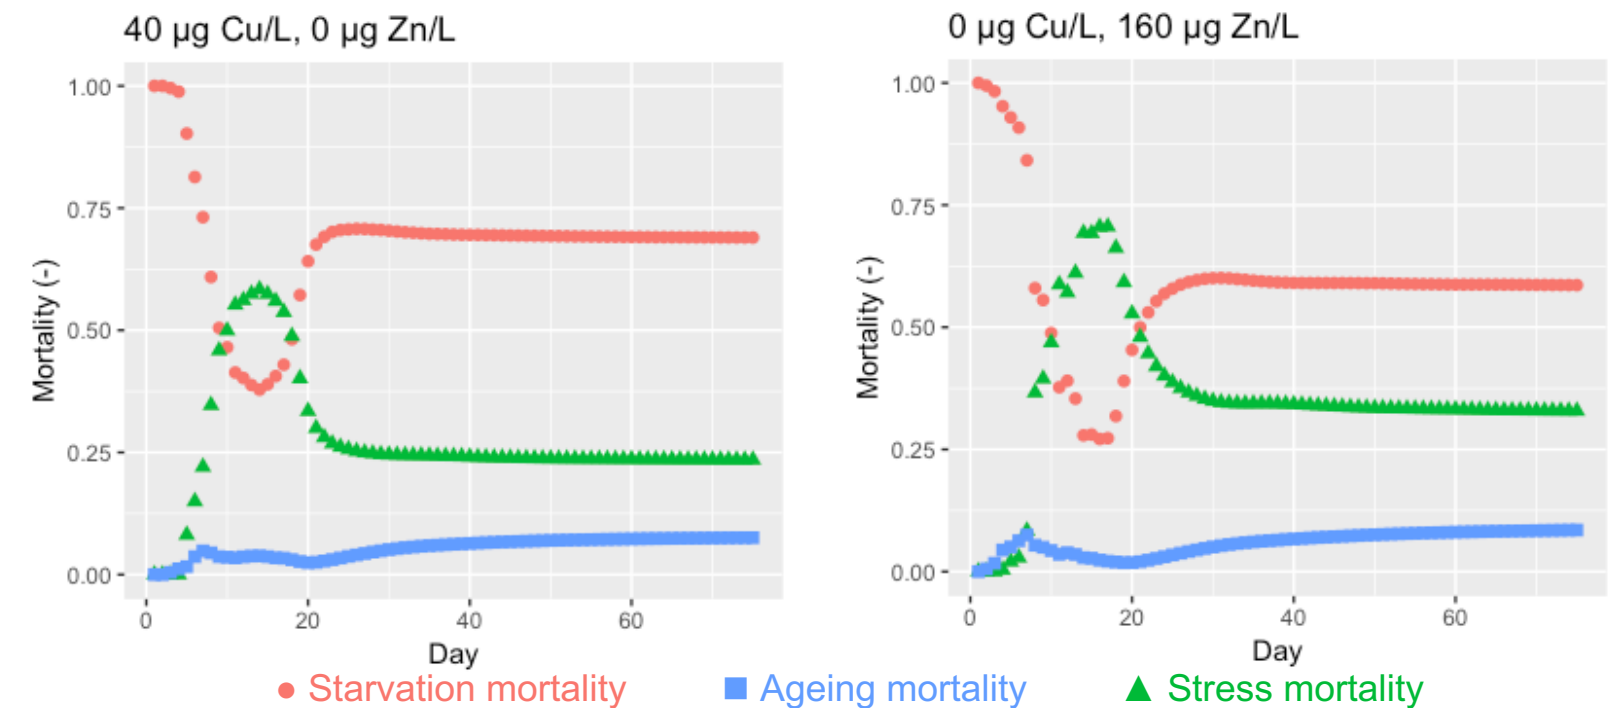 40 µg Cu/L, 0 µg Zn/L
1.00
0.75
0.50
0.25
0.00
Mortality (-)
0 20 40 60
Day
0 µg Cu/L, 160 µg Zn/L
1.00
0.75
0.50
0.25
0.00
Mortality (-)
0 20 40 60
Day
Starvation mortality Ageing mortality Stress mortality